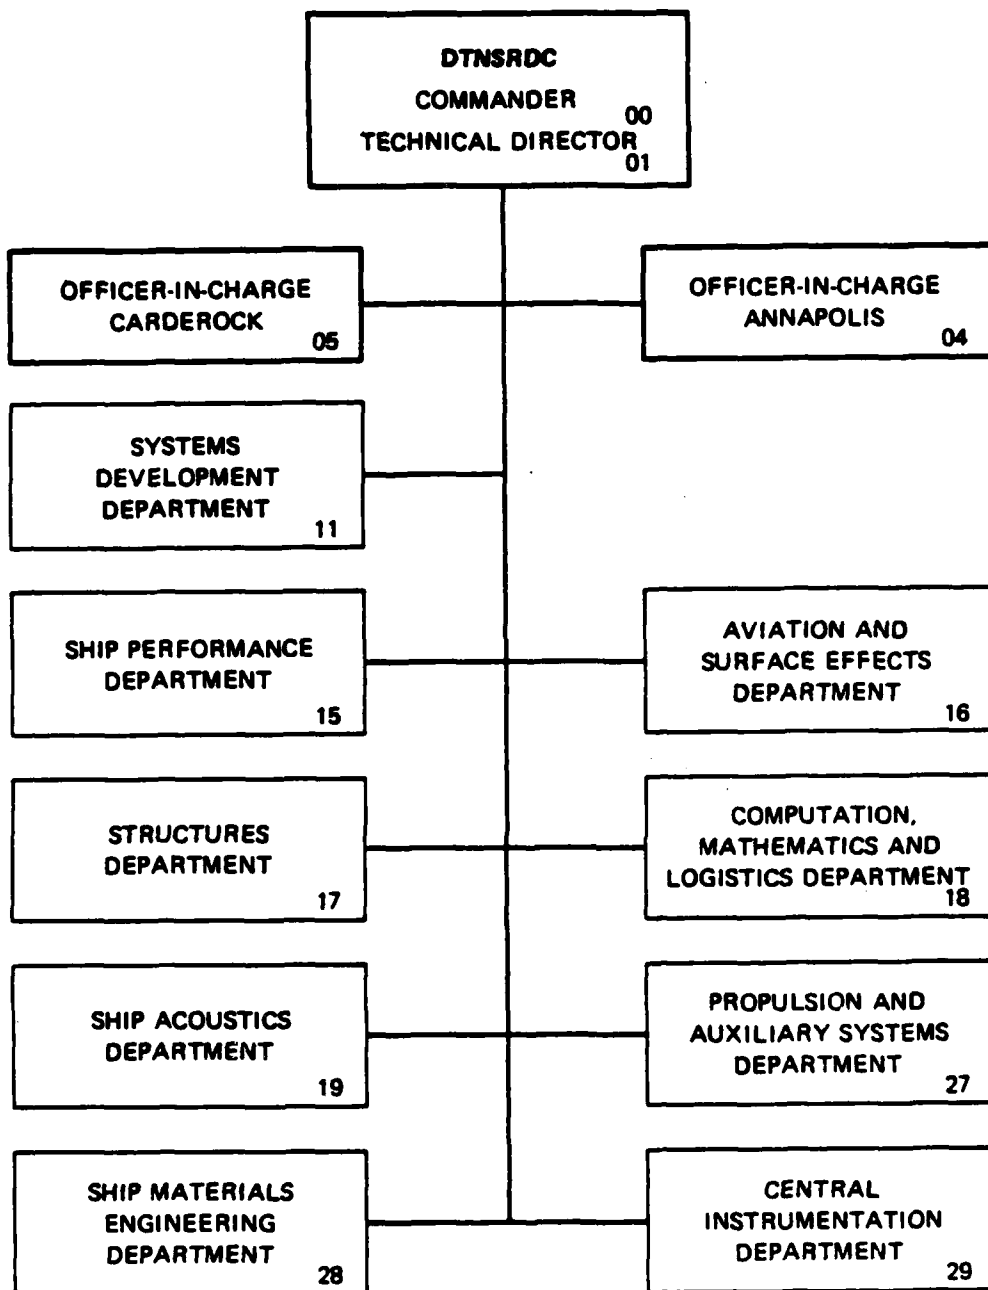 DTNSRDC
COMMANDER
00
TECHNICAL DIRECTOR
01
OFFICER-IN-CHARGE
CARDEROCK
05
OFFICER-IN-CHARGE
ANNAPOLIS
04
SYSTEMS
DEVELOPMENT
DEPARTMENT
11
SHIP PERFORMANCE
DEPARTMENT
15
AVIATION AND
SURFACE EFFECTS
DEPARTMENT
16
STRUCTURES
DEPARTMENT
17
COMPUTATION,
MATHEMATICS AND
LOGISTICS DEPARTMENT
18
SHIP ACOUSTICS
DEPARTMENT
19
PROPULSION AND
AUXILIARY SYSTEMS
DEPARTMENT
27
SHIP MATERIALS
ENGINEERING
DEPARTMENT
28
CENTRAL
INSTRUMENTATION
DEPARTMENT
29